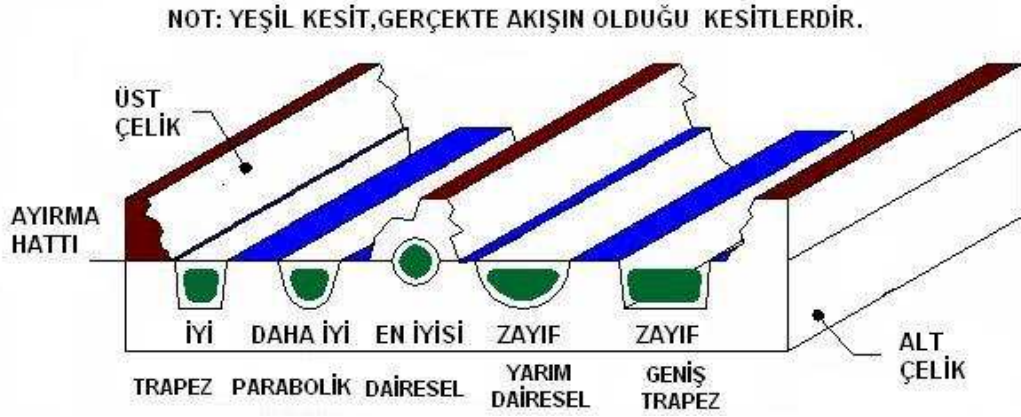 NOT: YEŞİL KESİT,GERÇEKTE AKIŞIN OLDUĞU KESİTLERDİR.
ÜST
ÇELİK
AYIRMA
HATTI
İYİ DAHA İYİ EN İYİSİ ZAYIF ZAYIF
ALT
ÇELİK
TRAPEZ PARABOLİK DAİRESEL YARIM DAİRESEL GENİŞ TRAPEZ